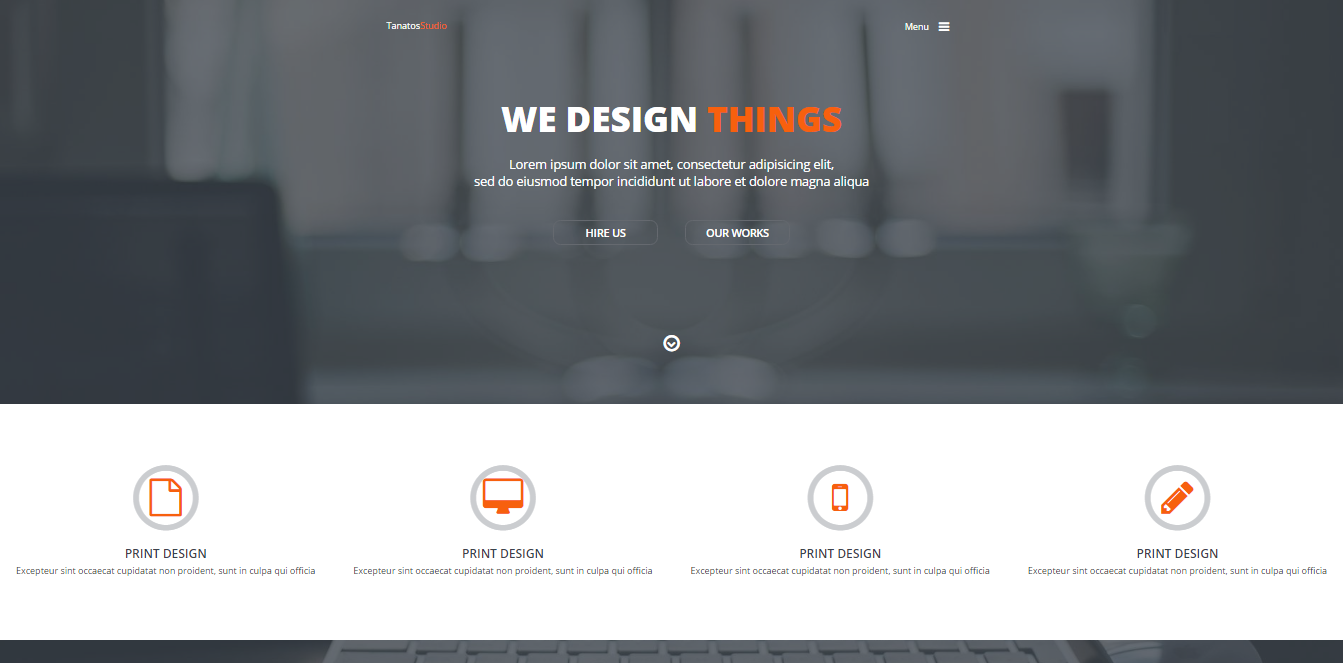 TanatosStudio
Menu
WE DESIGN THINGS
Lorem ipsum dolor sit amet, consectetur adipisicing elit,
sed do eiusmod tempor incididunt ut labore et dolore magna aliqua
HIRE US
OUR WORKS
PRINT DESIGN
Excepteur sint occaecat cupidatat non proident, sunt in culpa qui officia
PRINT DESIGN
Excepteur sint occaecat cupidatat non proident, sunt in culpa qui officia
PRINT DESIGN
Excepteur sint occaecat cupidatat non proident, sunt in culpa qui officia
PRINT DESIGN
Excepteur sint occaecat cupidatat non proident, sunt in culpa qui officia